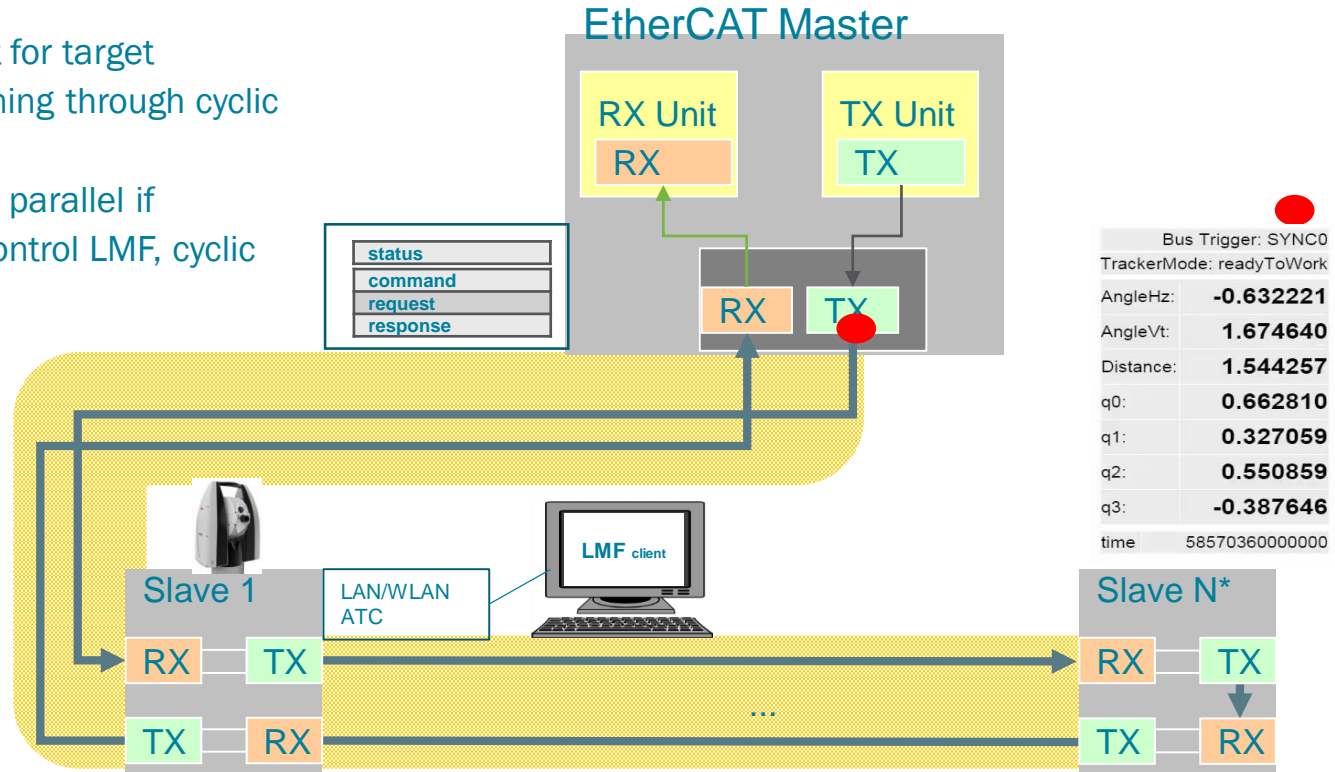 EtherCAT Master
for target
through cyclic
parallel if
LMF, cyclic
RX Unit
TX Unit
RX
TX
status
command
request
response
RX
TX
Bus Trigger: SYNC0
TrackerMode: readyToWork
AngleHz: -0.632221
AngleVt: 1.674640
Distance: 1.544257
q0: 0.662810
q1: 0.327059
q2: 0.550859
q3: -0.387646
time 58570360000000
LMF client
LAN/WLAN
ATC
Slave 1
RX
TX
TX
RX
...
Slave N*
RX
TX
TX
RX